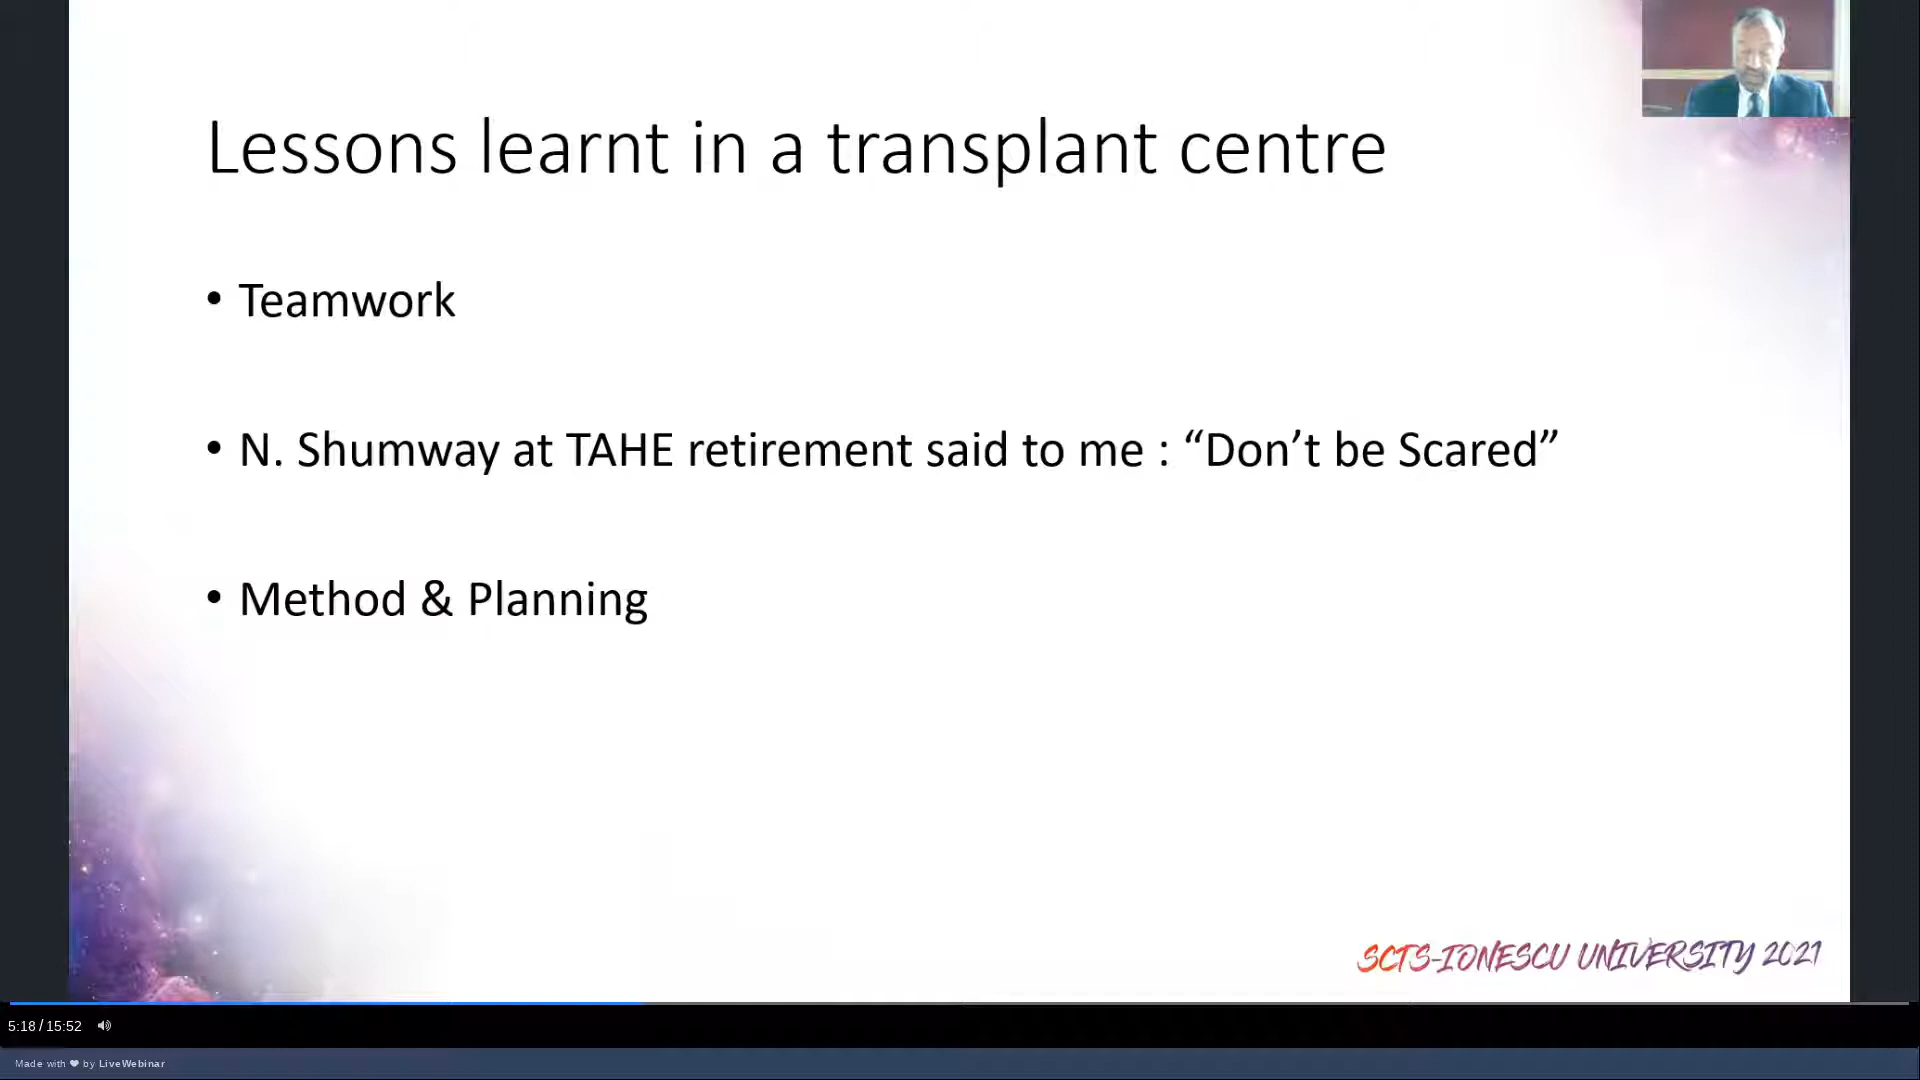 Lessons learnt in a transplant centre
• Teamwork
• N. Shumway at TAHE retirement said to me : “Don’t be Scared”
• Method & Planning
SCTS-IONESCU UNIVERSITY 2021
5:18 / 15:52
Made with ❤ by LiveWebinar